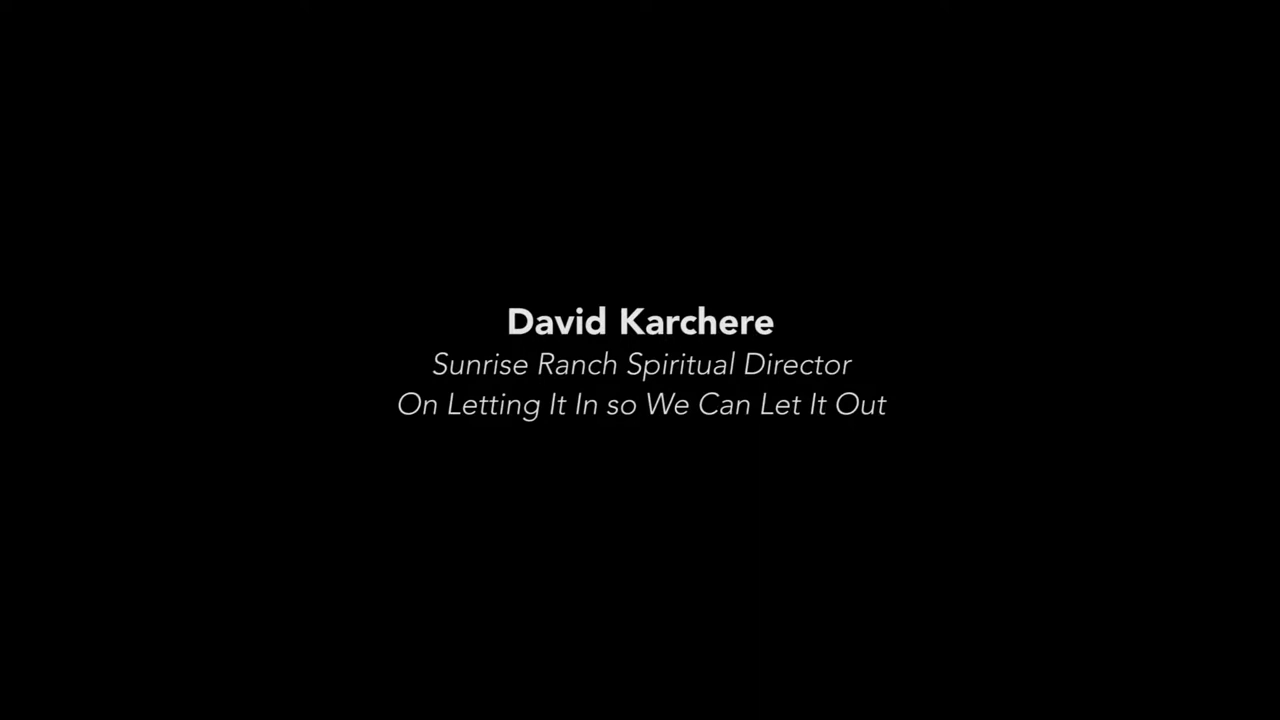 David Karchere
Sunrise Ranch Spiritual Director
On Letting It In so We Can Let It Out